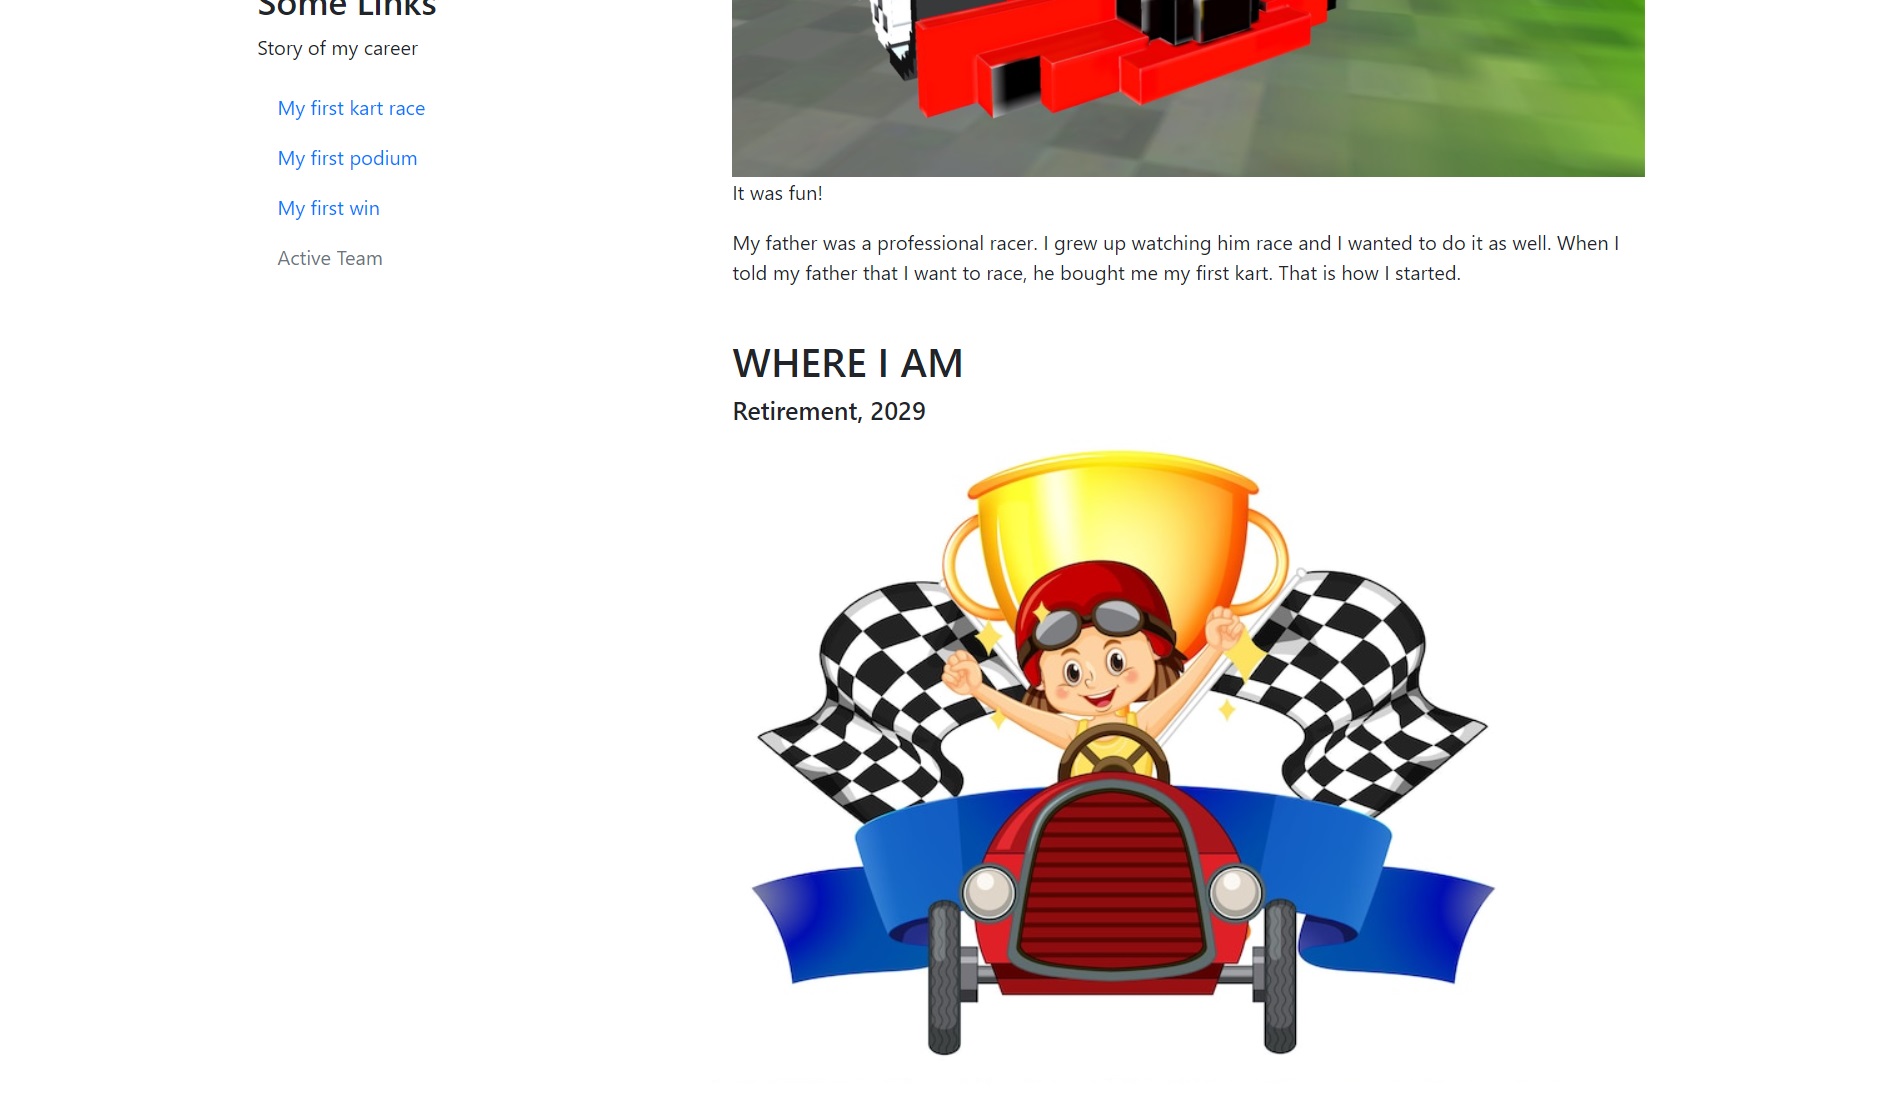 Some Links
Story of my career
My first kart race
My first podium
My first win
Active Team
It was fun!
My father was a professional racer. I grew up watching him race and I wanted to do it as well. When I
told my father that I want to race, he bought me my first kart. That is how I started.
WHERE I AM
Retirement, 2029